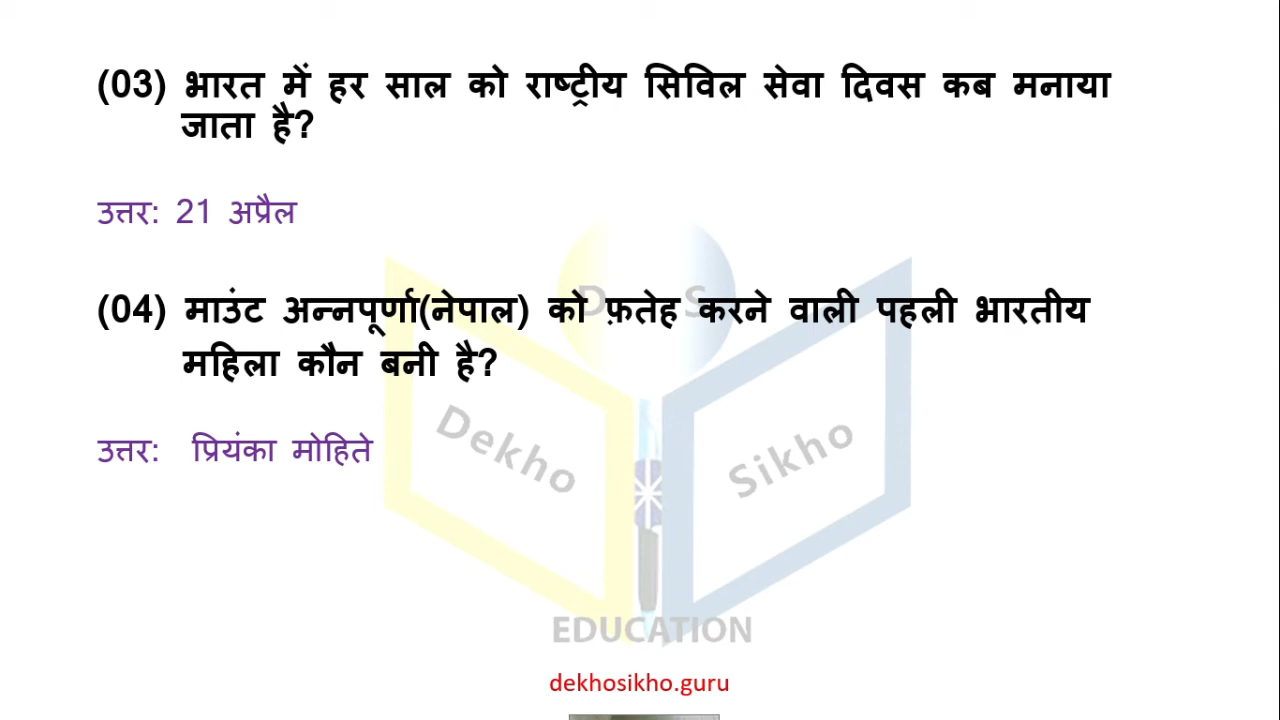 (03) भारत में हर साल को राष्ट्रीय सिविल सेवा दिवस कब मनाया
जाता है?
उत्तर: 21 अप्रैल
(04) माउंट अन्नपूर्णा(नेपाल) को फ़तेह करने वाली पहली भारतीय
महिला कौन बनी है?
उत्तर: प्रियंका मोहिते
D S
Dekho Sikho
EDUCATION
dekhosikho.guru